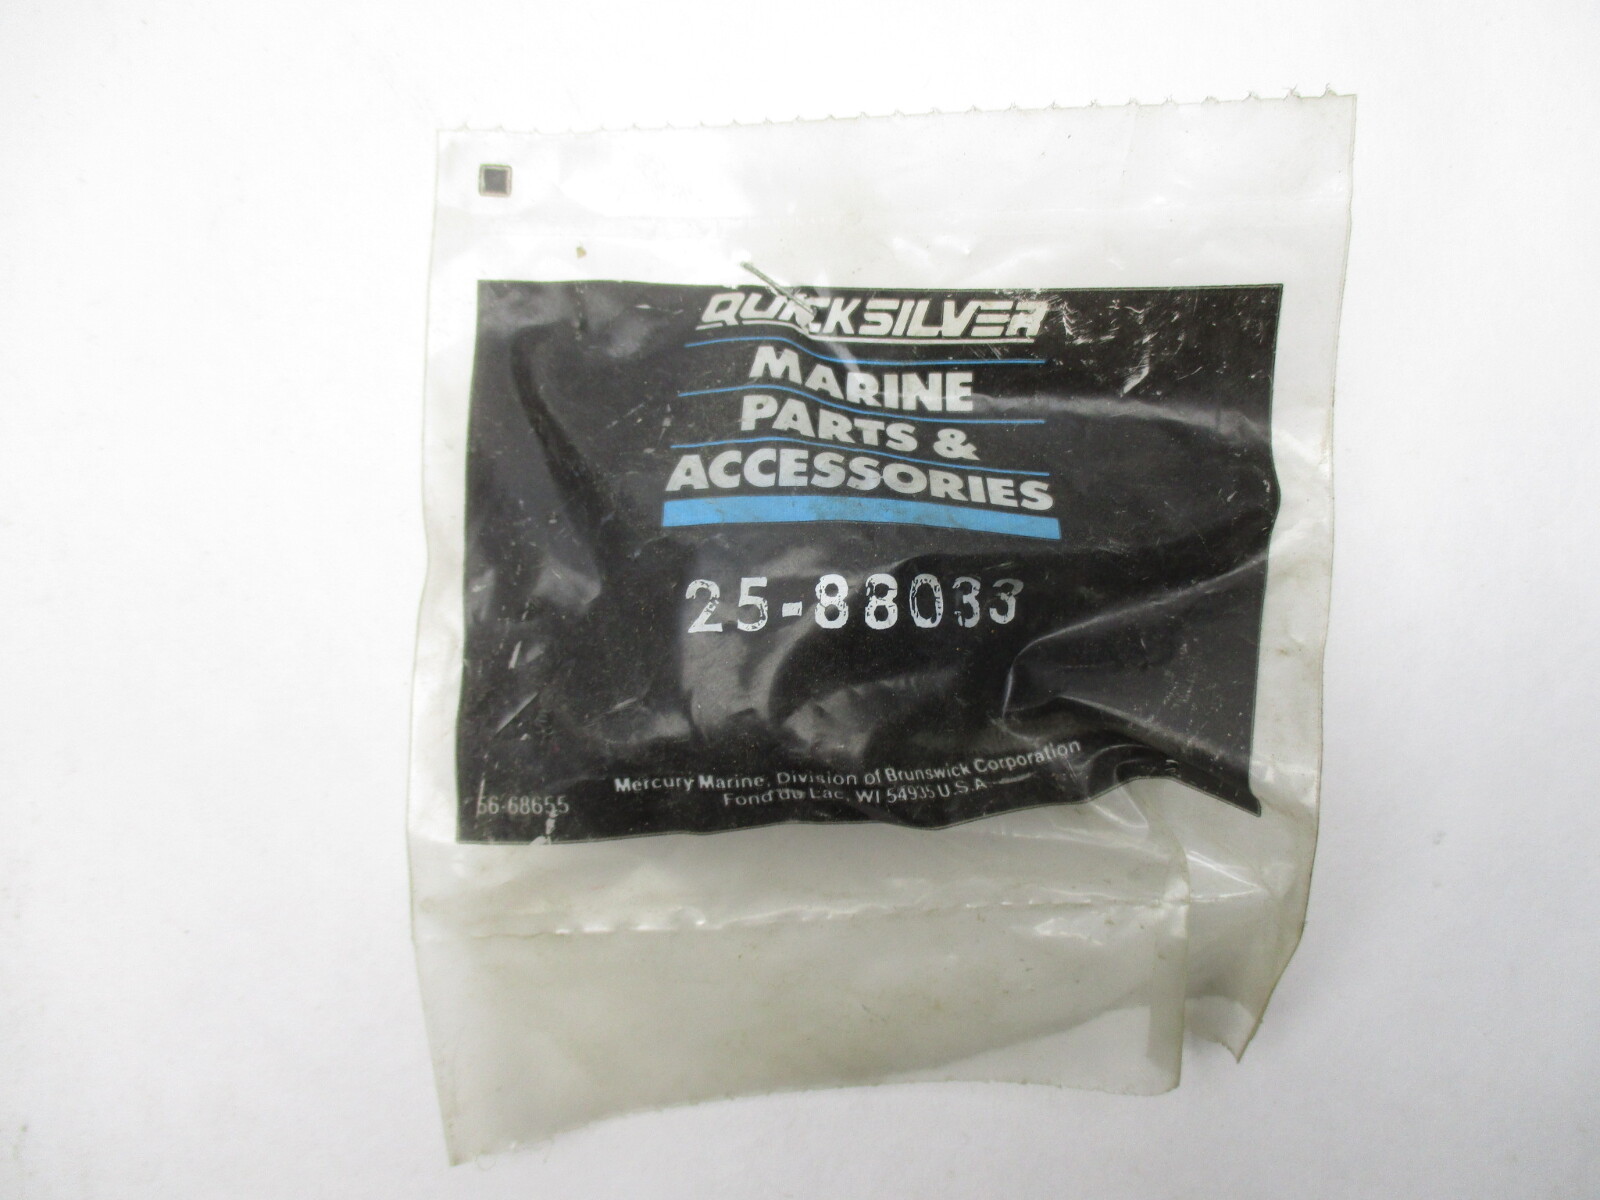 QUICKSILVER
MARINE
PARTS &
ACCESSORIES
25-88033
Mercury Marine, Division of Brunswick Corporation
Fond du Lac, WI 54935 U.S.A.
56-68655